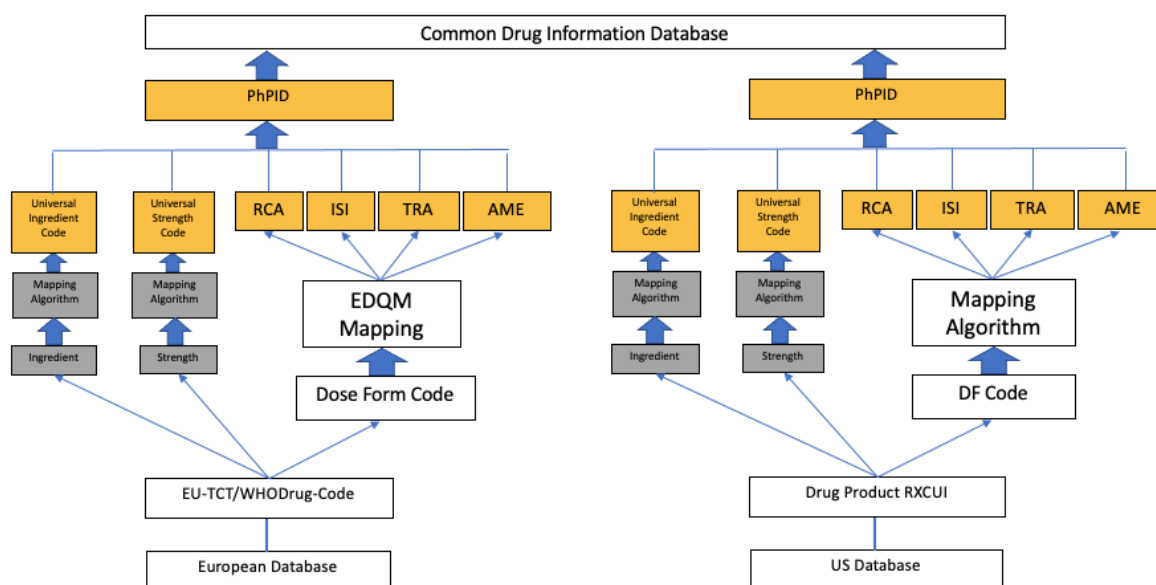 Common Drug Information Database
PhPID
PhPID
Universal
Ingredient
Code
Universal
Strength
Code
RCA
ISI
TRA
AME
Universal
Ingredient
Code
Universal
Strength
Code
RCA
ISI
TRA
AME
Mapping
Algorithm
Mapping
Algorithm
EDQM
Mapping
Mapping
Algorithm
Mapping
Algorithm
Mapping
Algorithm
Ingredient
Strength
Dose Form Code
Ingredient
Strength
DF Code
EU-TCT/WHODrug-Code
Drug Product RXCUI
European Database
US Database